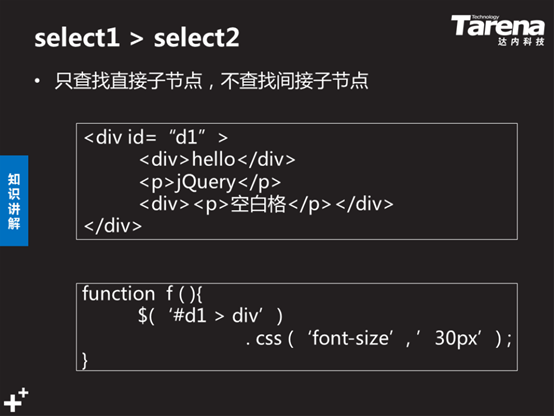 select1 > select2
Technology
Tarena
达内科技
• 只查找直接子节点，不查找间接子节点
知识讲解
<div id=“d1”>
<div>hello</div>
<p>jQuery</p>
<div><p>空白格</p></div>
</div>
function f ( ){
$(‘#d1 > div’)
. css (‘font-size’,’30px’) ;
}